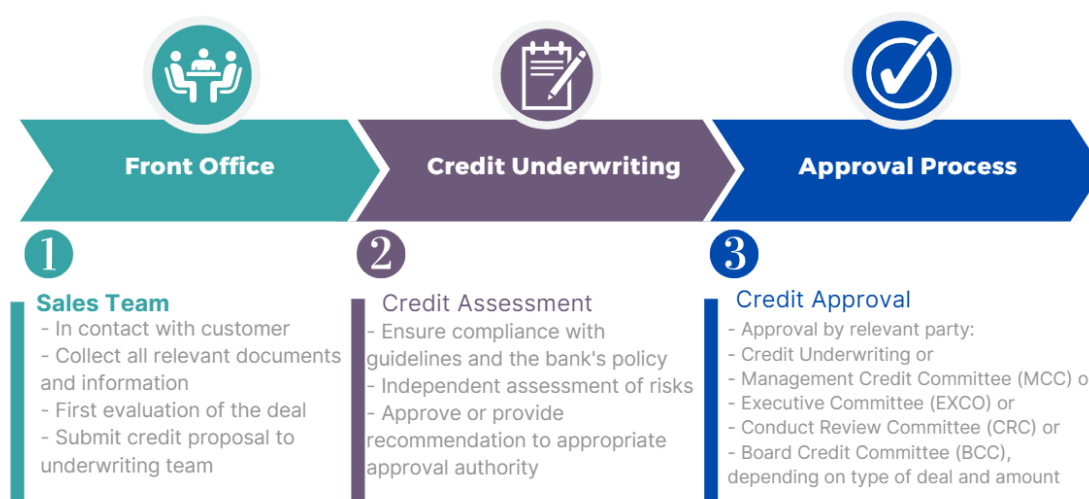 Front Office
Credit Underwriting
Approval Process
1
Sales Team
- In contact with customer
- Collect all relevant documents
and information
- First evaluation of the deal
- Submit credit proposal to
underwriting team
2
Credit Assessment
- Ensure compliance with
guidelines and the bank's policy
- Independent assessment of risks
- Approve or provide
recommendation to appropriate
approval authority
3
Credit Approval
- Approval by relevant party:
- Credit Underwriting or
- Management Credit Committee (MCC) o
- Executive Committee (EXCO) or
- Conduct Review Committee (CRC) or
- Board Credit Committee (BCC),
depending on type of deal and amount